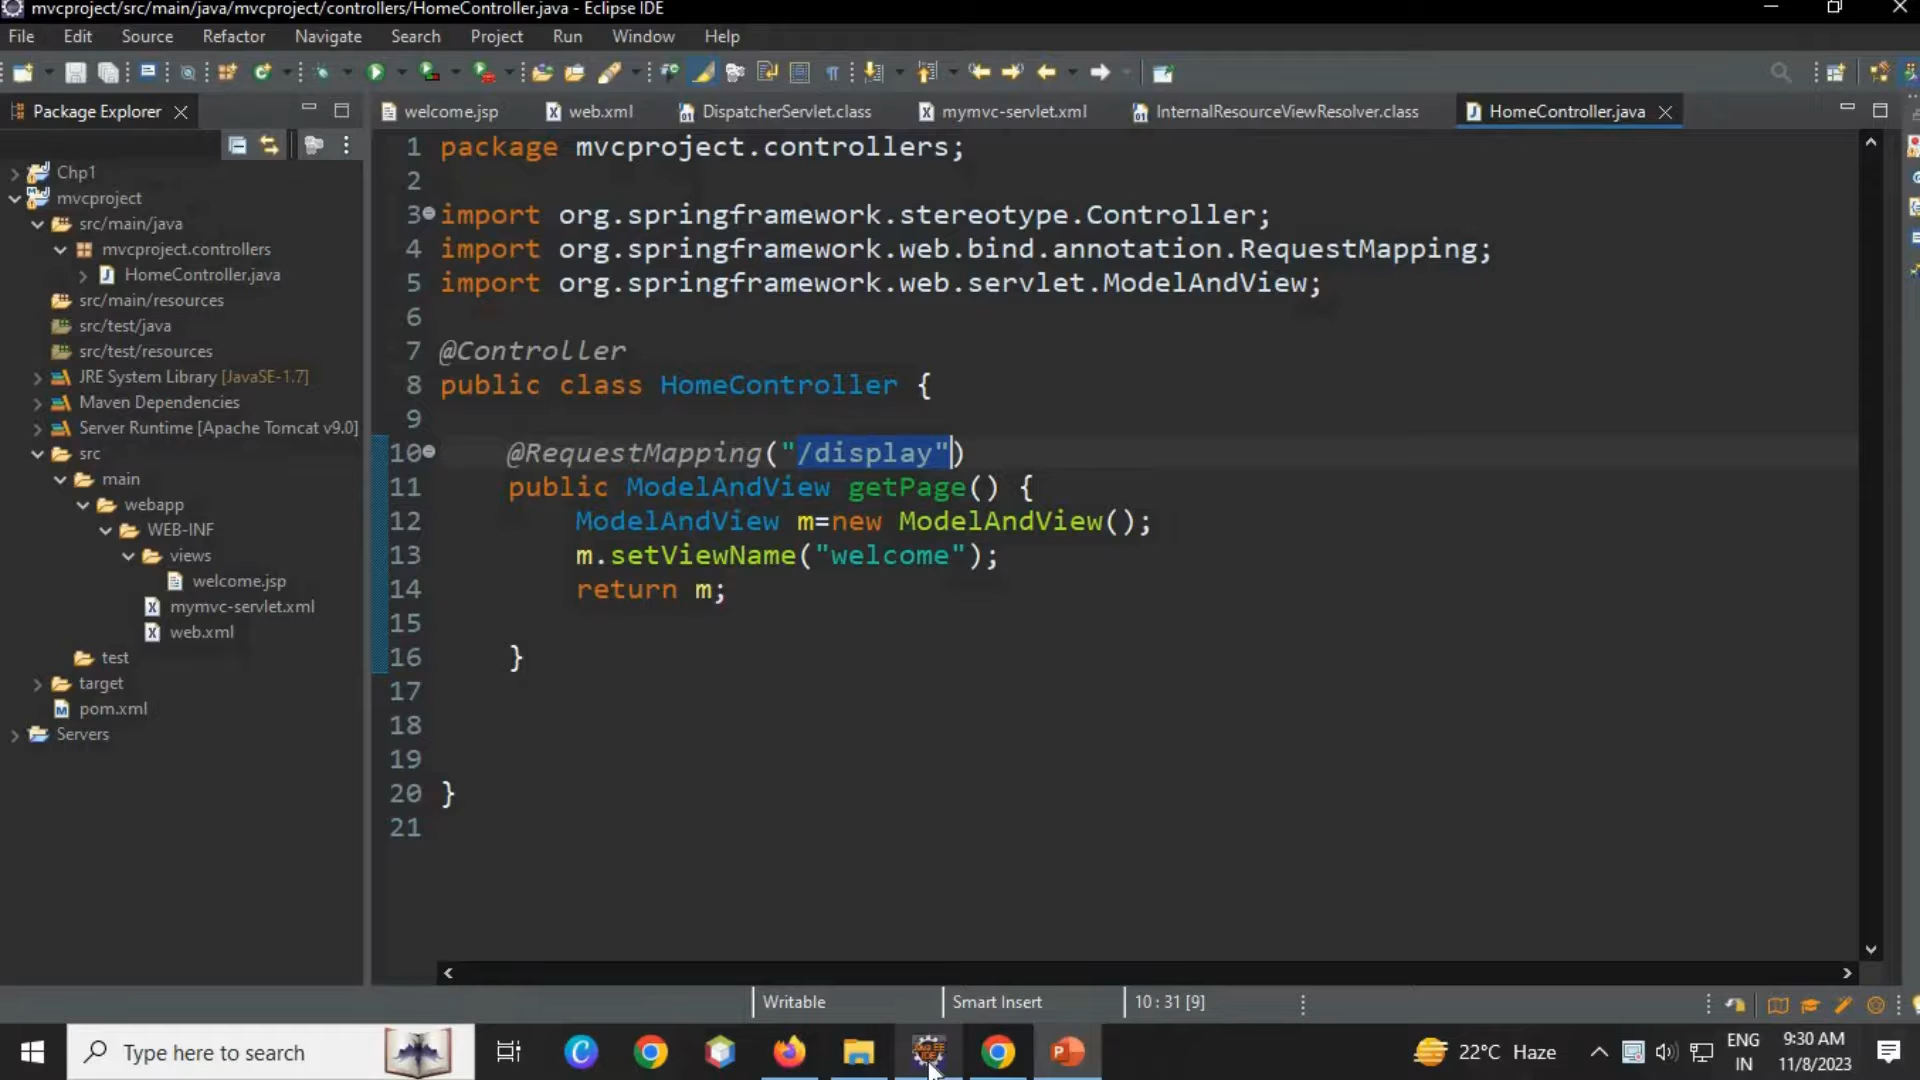 mvcproject/src/main/java/mvcproject/controllers/HomeController.java - Eclipse IDE
File Edit Source Refactor Navigate Search Project Run Window Help
Package Explorer
welcome.jsp web.xml DispatcherServlet.class mymvc-servlet.xml InternalResourceViewResolver.class HomeController.java
Chp1
mvcproject
src/main/java
mvcproject.controllers
HomeController.java
src/main/resources
src/test/java
src/test/resources
JRE System Library [JavaSE-1.7]
Maven Dependencies
Server Runtime [Apache Tomcat v9.0]
src
main
webapp
WEB-INF
views
welcome.jsp
mymvc-servlet.xml
web.xml
test
target
pom.xml
Servers
1 package mvcproject.controllers;
2
3 import org.springframework.stereotype.Controller;
4 import org.springframework.web.bind.annotation.RequestMapping;
5 import org.springframework.web.servlet.ModelAndView;
6
7 @Controller
8 public class HomeController {
9
10 @RequestMapping("/display")
11 public ModelAndView getPage() {
12 ModelAndView m=new ModelAndView();
13 m.setViewName("welcome");
14 return m;
15
16 }
17
18
19
20 }
21
Writable Smart Insert 10 : 31 [9]
Type here to search
22°C Haze
ENG
IN
9:30 AM
11/8/2023